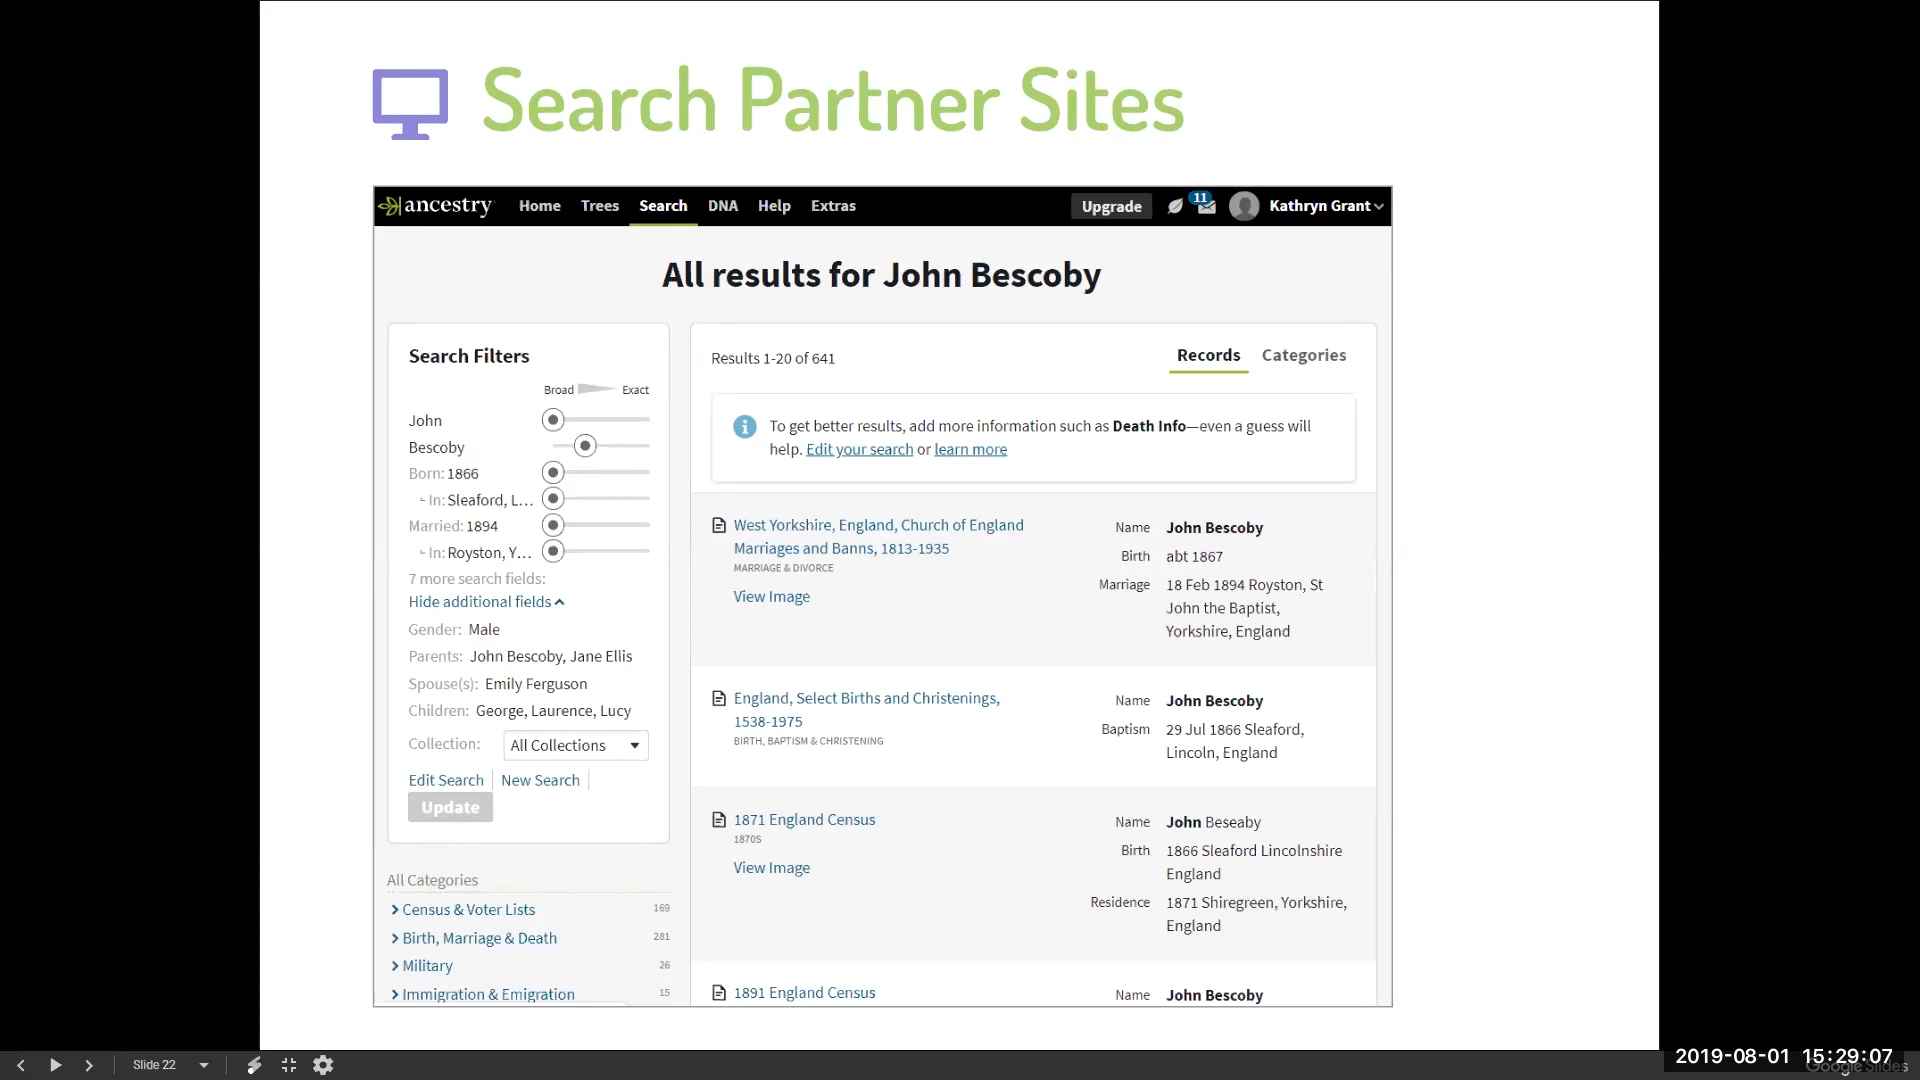 Search Partner Sites
ancestry Home Trees Search DNA Help Extras Upgrade 11 Kathryn Grant
All results for John Bescoby
Search Filters
Broad Exact
John
Bescoby
Born: 1866
In: Sleaford, L...
Married: 1894
In: Royston, Y...
7 more search fields:
Hide additional fields
Gender: Male
Parents: John Bescoby, Jane Ellis
Spouse(s): Emily Ferguson
Children: George, Laurence, Lucy
Collection: All Collections
Edit Search New Search
Update
All Categories
Census & Voter Lists 169
Birth, Marriage & Death 281
Military 26
Immigration & Emigration 15
Results 1-20 of 641
Records Categories
To get better results, add more information such as Death Info—even a guess will
help. Edit your search or learn more
West Yorkshire, England, Church of England
Marriages and Banns, 1813-1935
MARRIAGE & DIVORCE
View Image
Name John Bescoby
Birth abt 1867
Marriage 18 Feb 1894 Royston, St
John the Baptist,
Yorkshire, England
England, Select Births and Christenings,
1538-1975
BIRTH, BAPTISM & CHRISTENING
Name John Bescoby
Baptism 29 Jul 1866 Sleaford,
Lincoln, England
1871 England Census
1870S
View Image
Name John Beseaby
Birth 1866 Sleaford Lincolnshire
England
Residence 1871 Shiregreen, Yorkshire,
England
1891 England Census
Name John Bescoby
Slide 22
2019-08-01 15:29:07
Google Slides